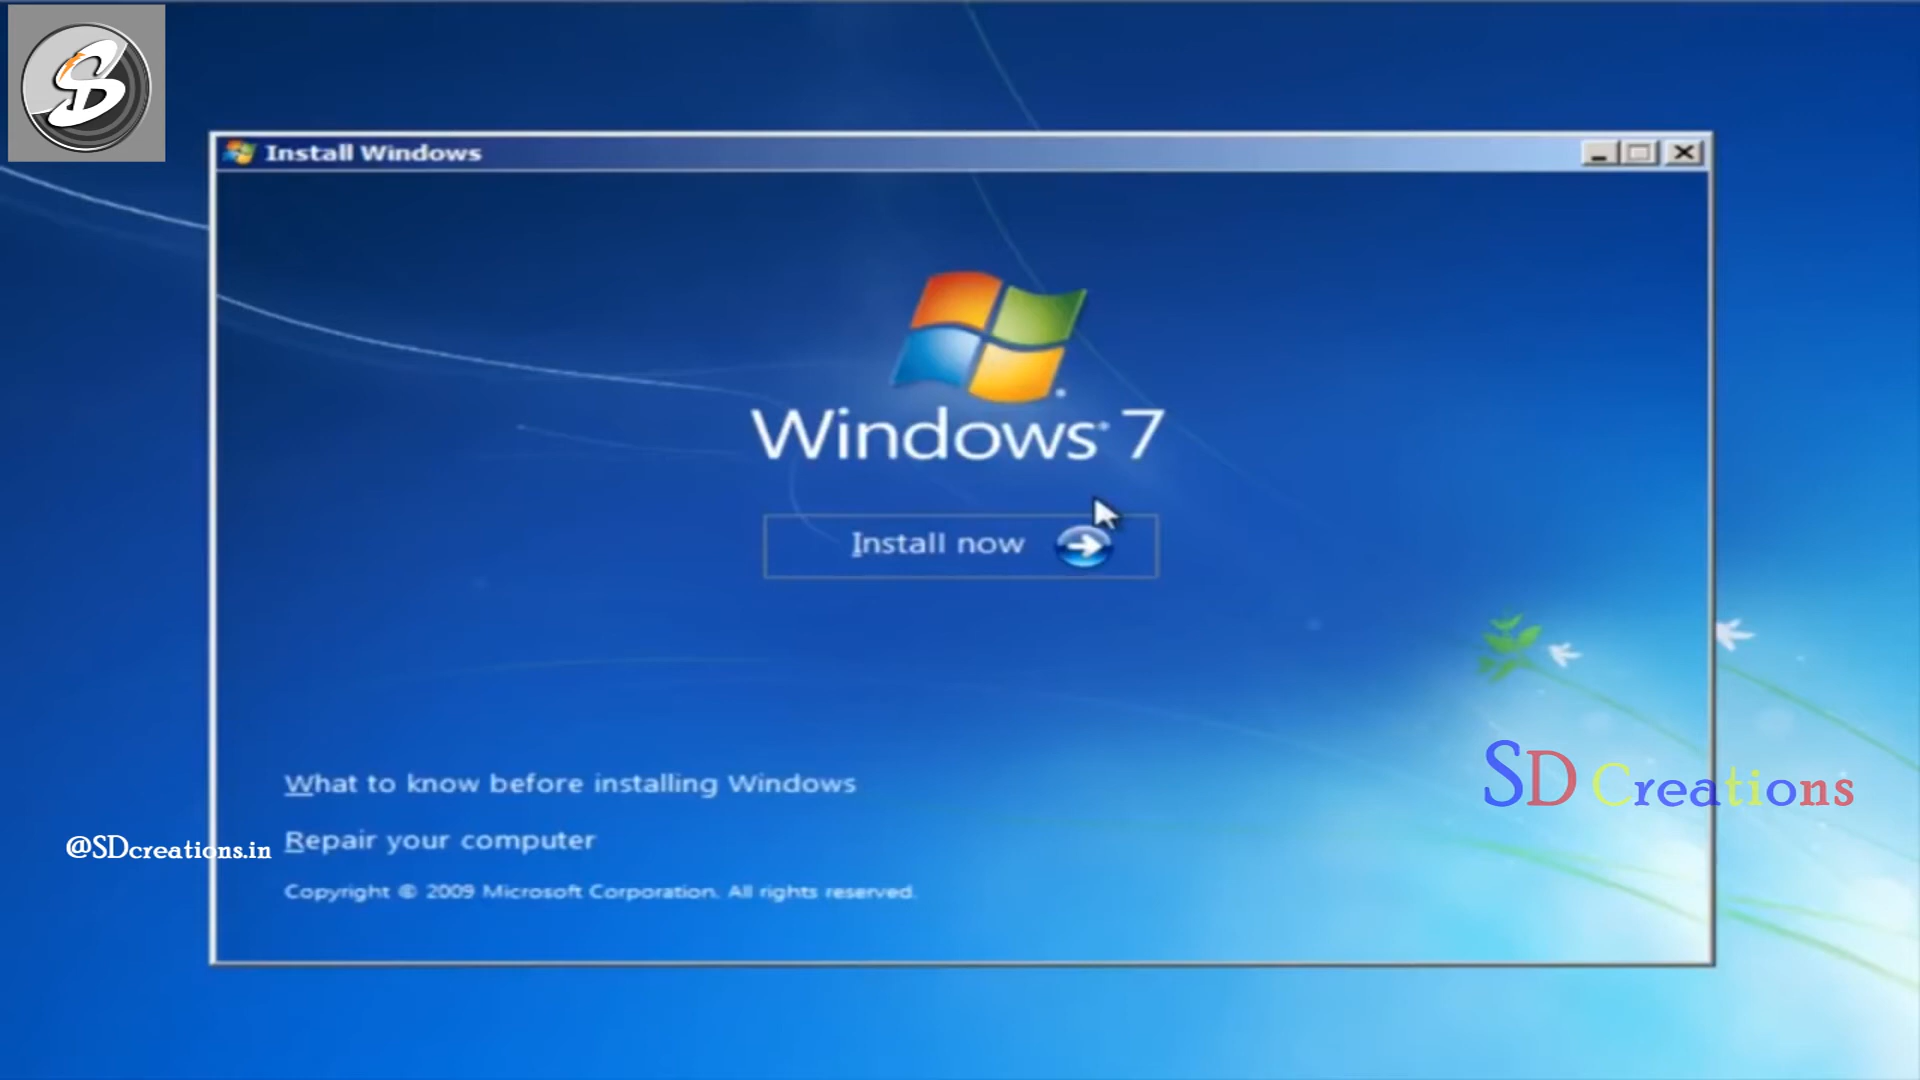 SD
Install Windows
Windows 7
Install now
SD Creations
What to know before installing Windows
@SDcreations.in
Repair your computer
Copyright © 2009 Microsoft Corporation. All rights reserved.